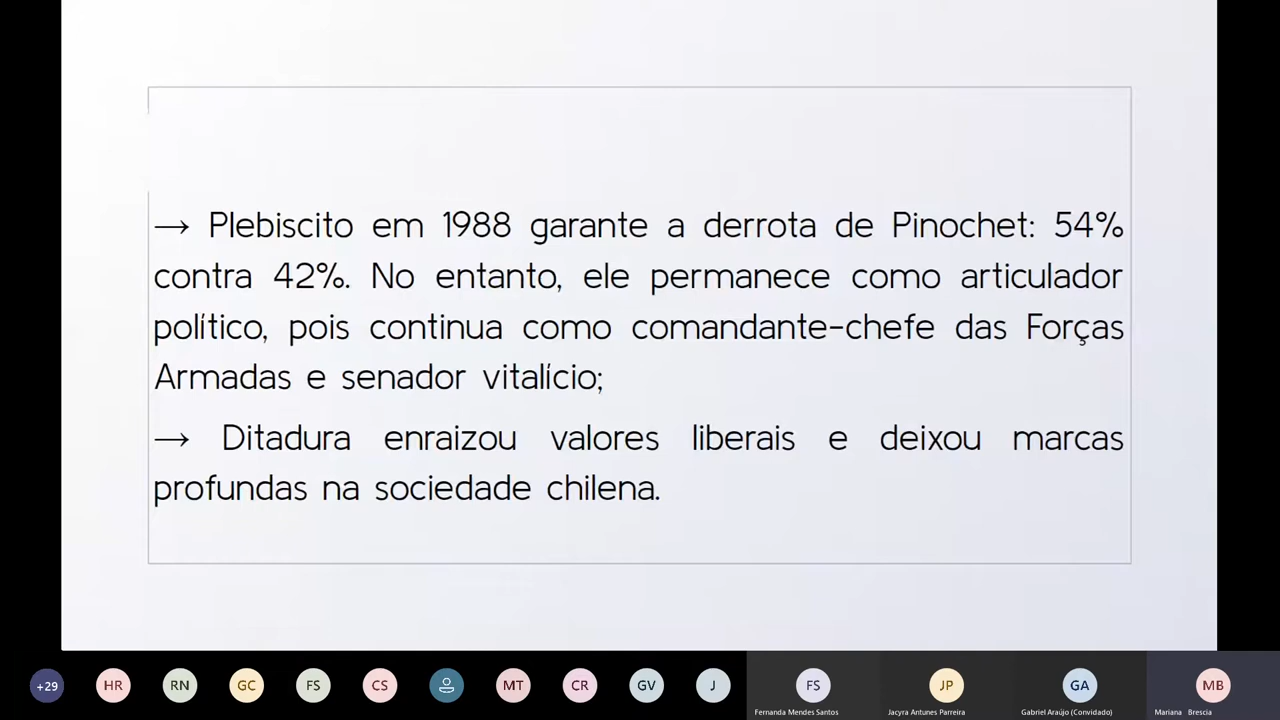 → Plebiscito em 1988 garante a derrota de Pinochet: 54%
contra 42%. No entanto, ele permanece como articulador
político, pois continua como comandante-chefe das Forças
Armadas e senador vitalício;
→ Ditadura enraizou valores liberais e deixou marcas
profundas na sociedade chilena.
+29 HR RN GC FS CS MT CR GV J FS JP GA MB
Fernanda Mendes Santos Jacyra Antunes Parreira Gabriel Araújo (Convidado) Mariana Brescia